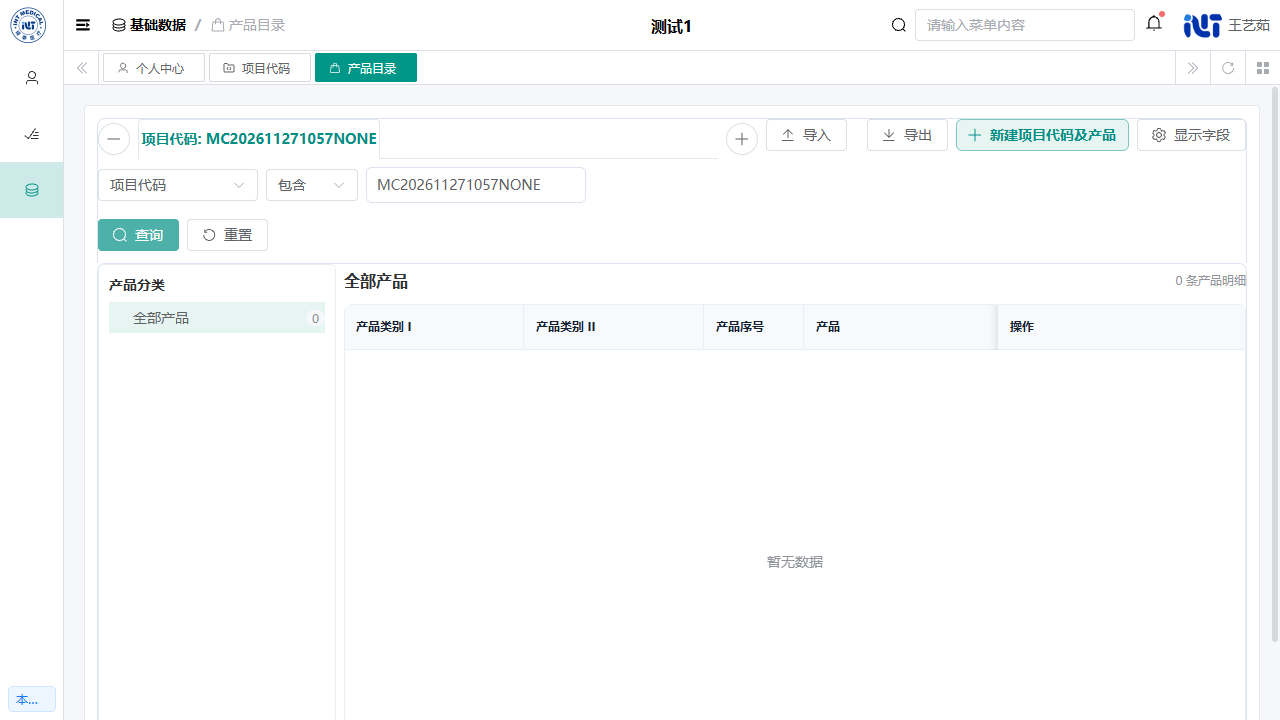 INT MEDICAL
基础数据 / 产品目录
测试1
请输入菜单内容
王艺茹
个人中心
项目代码
产品目录
项目代码: MC202611271057NONE
导入
导出
新建项目代码及产品
显示字段
项目代码
包含
MC202611271057NONE
查询
重置
产品分类
全部产品
0
全部产品
0 条产品明细
产品类别 I
产品类别 II
产品序号
产品
操作
暂无数据
本...